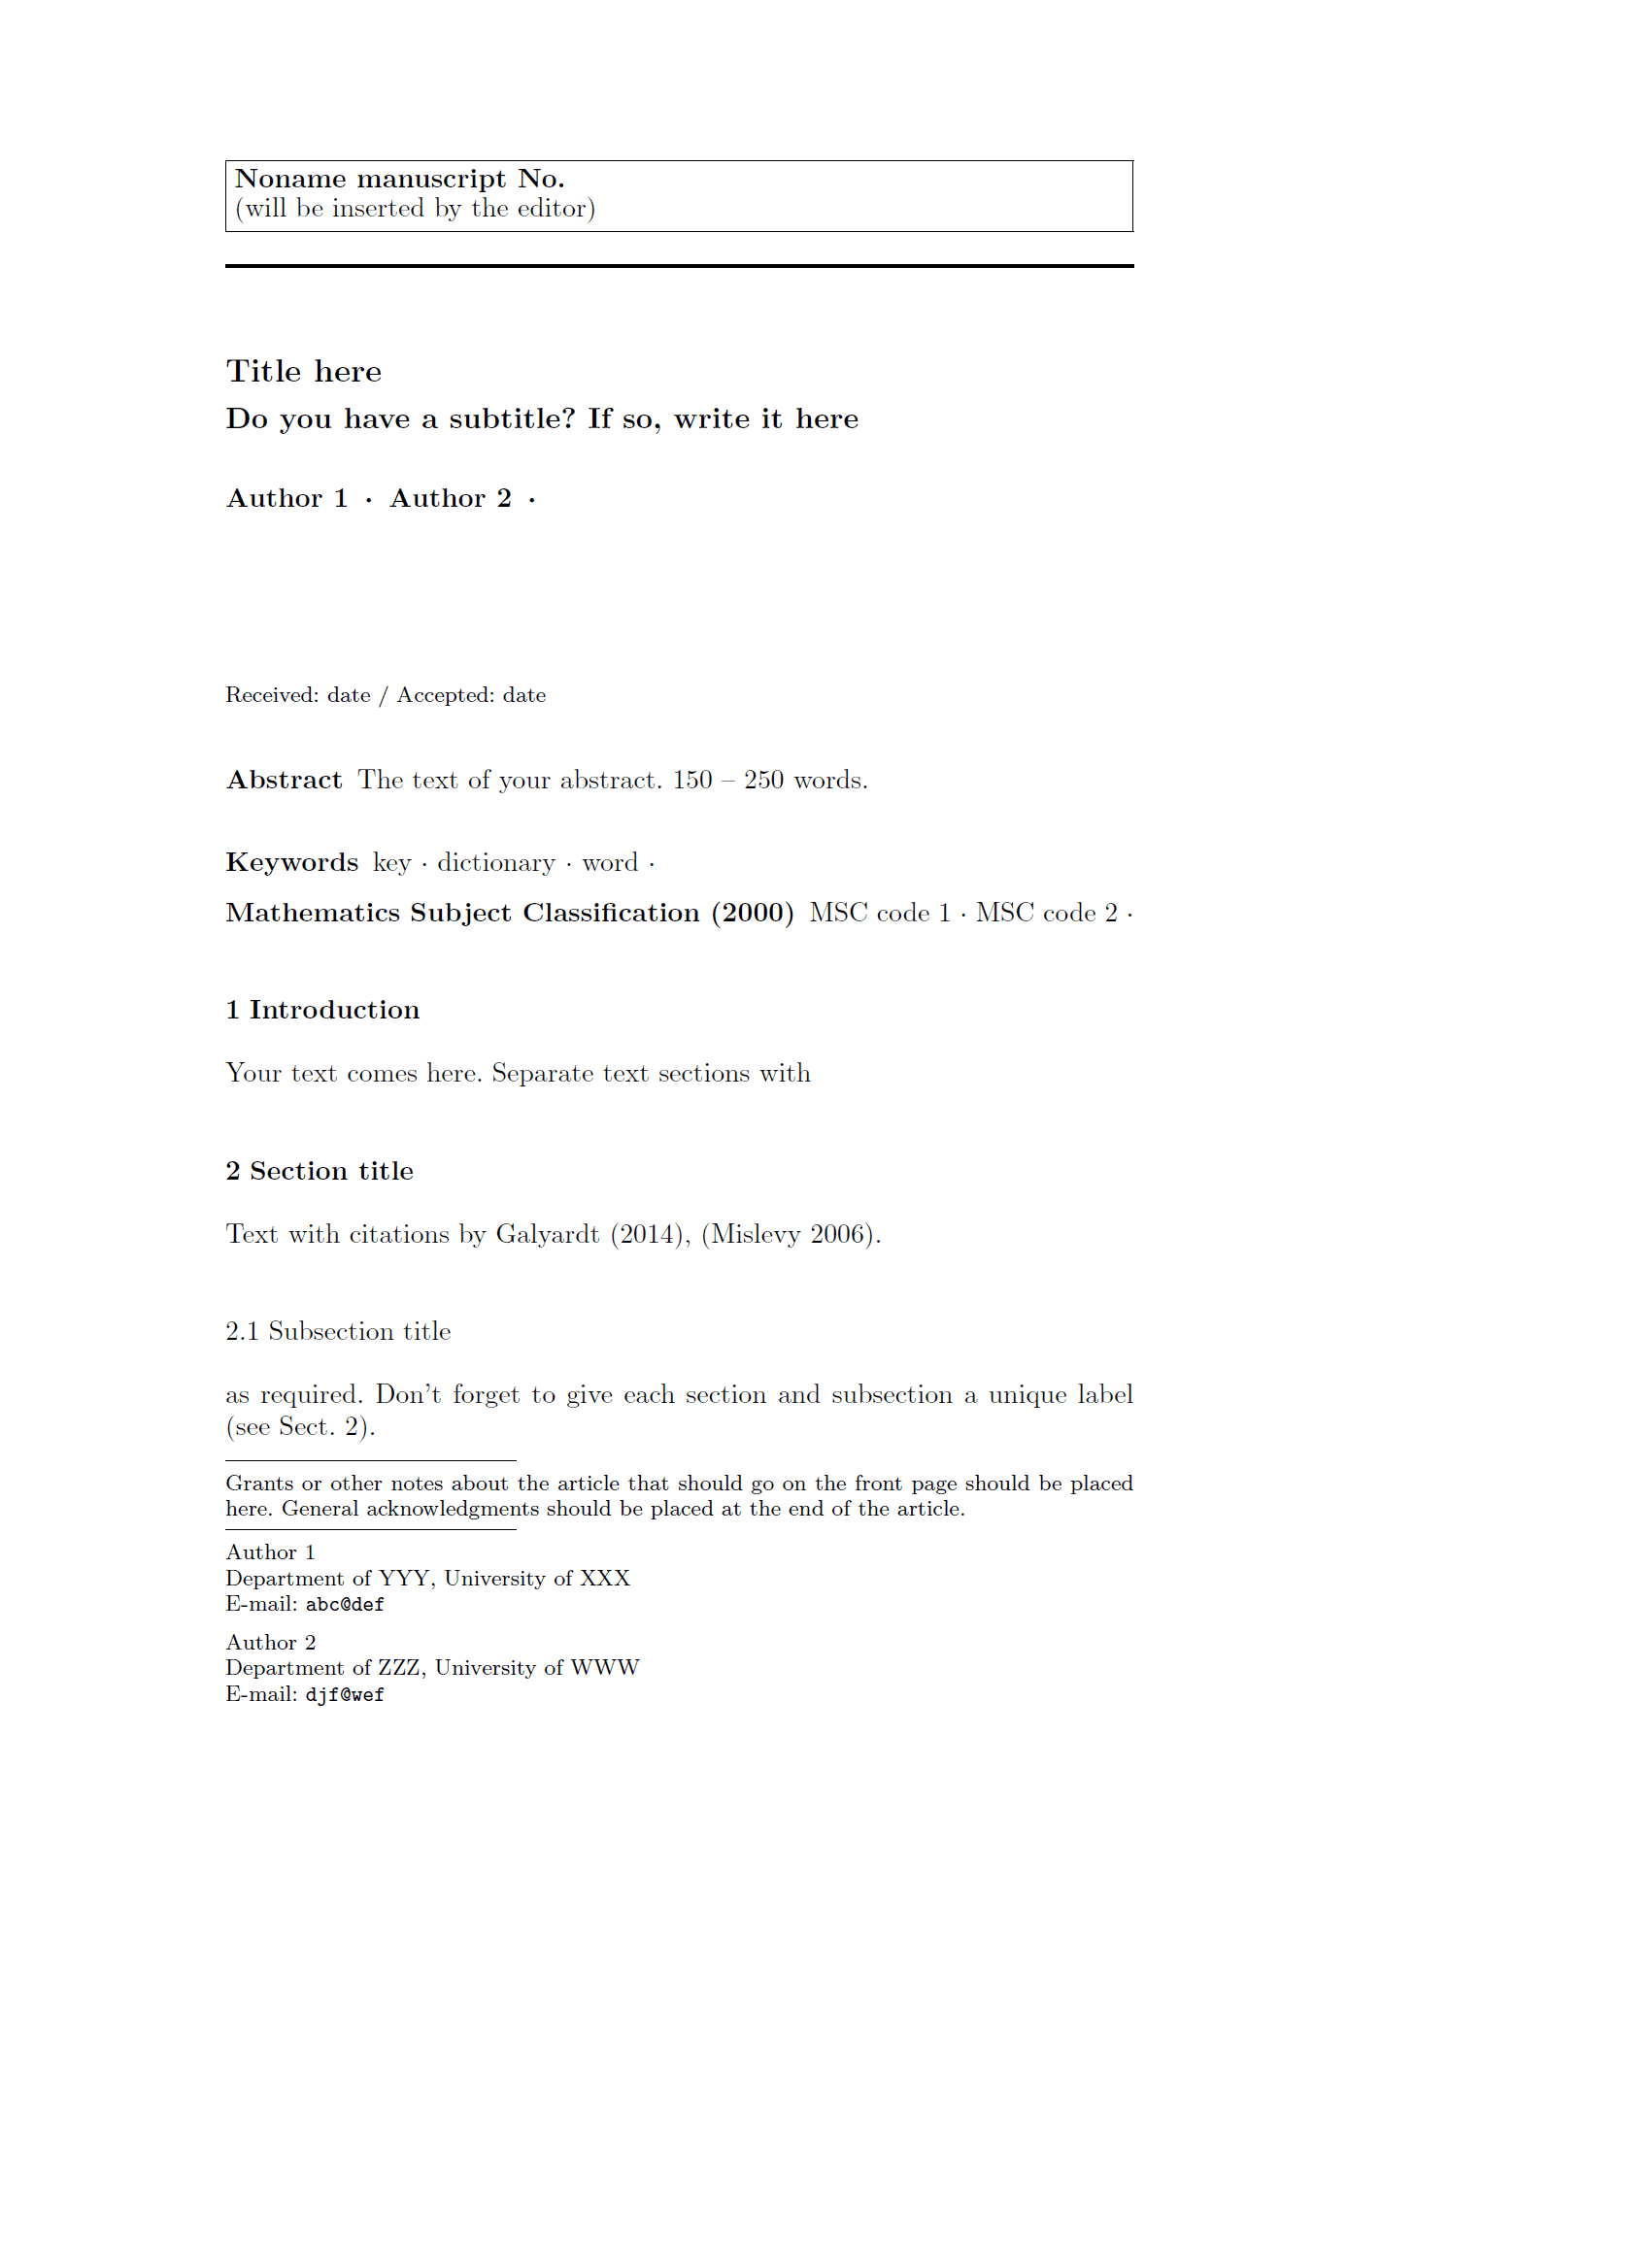 Noname manuscript No.
(will be inserted by the editor)
Title here
Do you have a subtitle? If so, write it here
Author 1 · Author 2 ·
Received: date / Accepted: date
Abstract The text of your abstract. 150 – 250 words.
Keywords key · dictionary · word ·
Mathematics Subject Classification (2000) MSC code 1 · MSC code 2 ·
1 Introduction
Your text comes here. Separate text sections with
2 Section title
Text with citations by Galyardt (2014), (Mislevy 2006).
2.1 Subsection title
as required. Don't forget to give each section and subsection a unique label
(see Sect. 2).
Grants or other notes about the article that should go on the front page should be placed
here. General acknowledgments should be placed at the end of the article.
Author 1
Department of YYY, University of XXX
E-mail: abc@def
Author 2
Department of ZZZ, University of WWW
E-mail: djf@wef